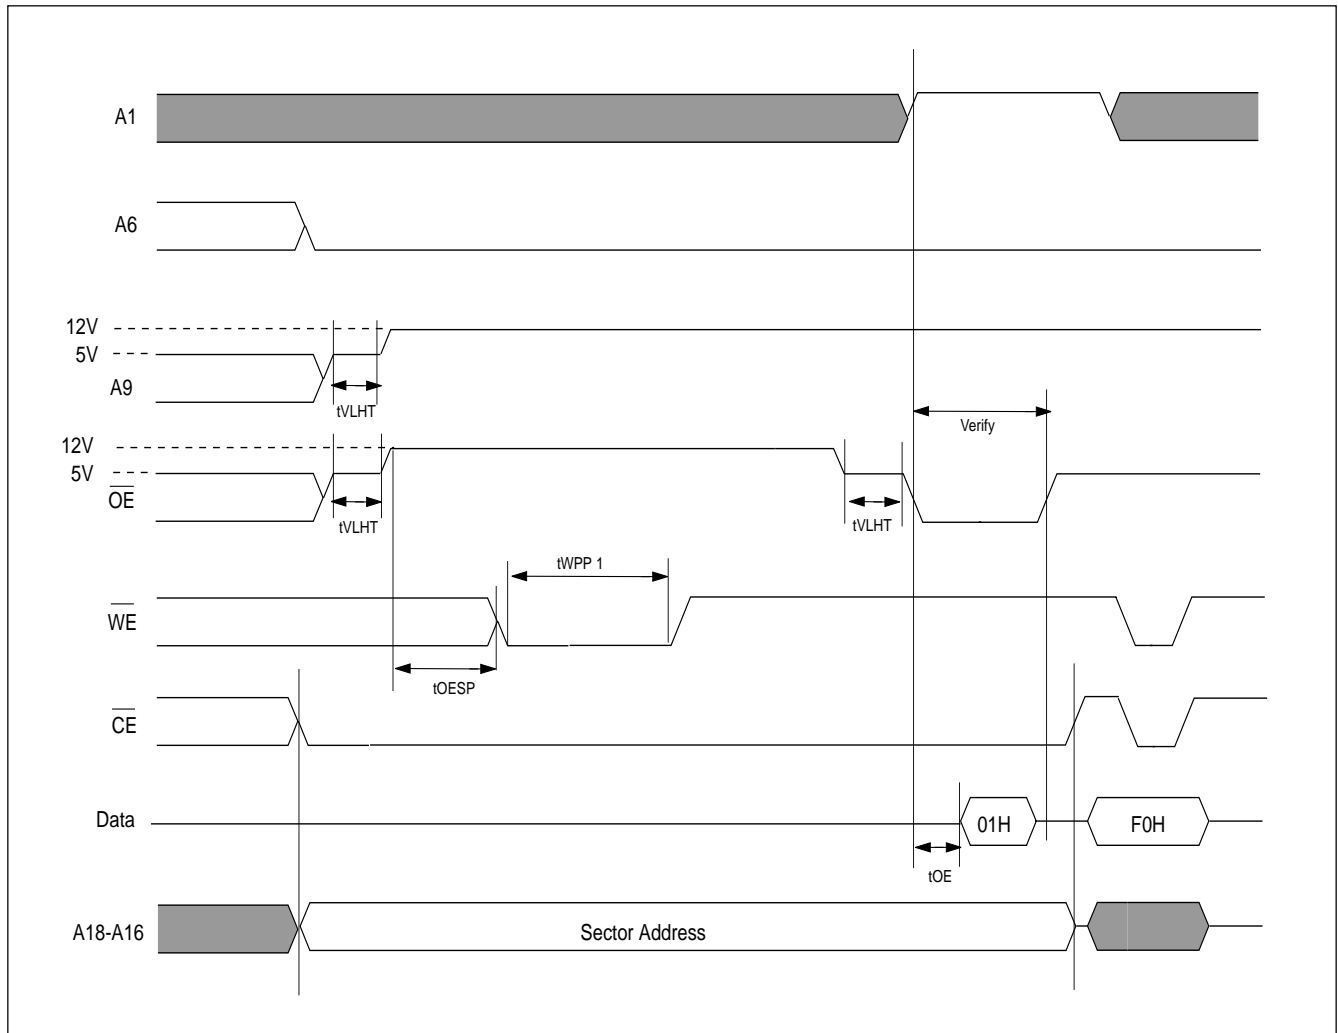 A1
A6
12V
5V
A9
tVLHT
Verify
12V
5V
OE
tVLHT
tVLHT
tWPP 1
WE
tOESP
CE
Data
01H
F0H
tOE
A18-A16
Sector Address